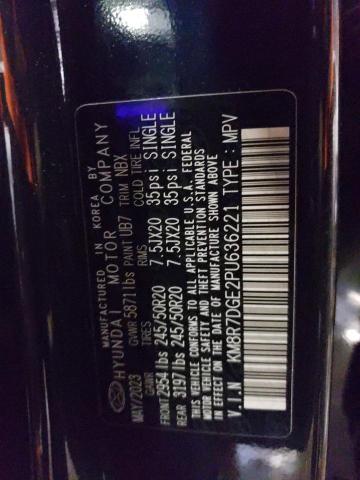 MANUFACTURED IN KOREA BY
HYUNDAI MOTOR COMPANY
MAY/2023 GVWR 5871lbs PAINT UB7 TRIM NBX
GAWR TIRES RIMS COLD TIRE INFL
FRONT 2954lbs 245/50R20 7.5JX20 35psi SINGLE
REAR 3197lbs 245/50R20 7.5JX20 35psi SINGLE
THIS VEHICLE CONFORMS TO ALL APPLICABLE U.S.A. FEDERAL
MOTOR VEHICLE SAFETY AND THEFT PREVENTION STANDARDS
IN EFFECT ON THE DATE OF MANUFACTURE SHOWN ABOVE
V.I.N : KM8R7DGE2PU636221 TYPE : MPV